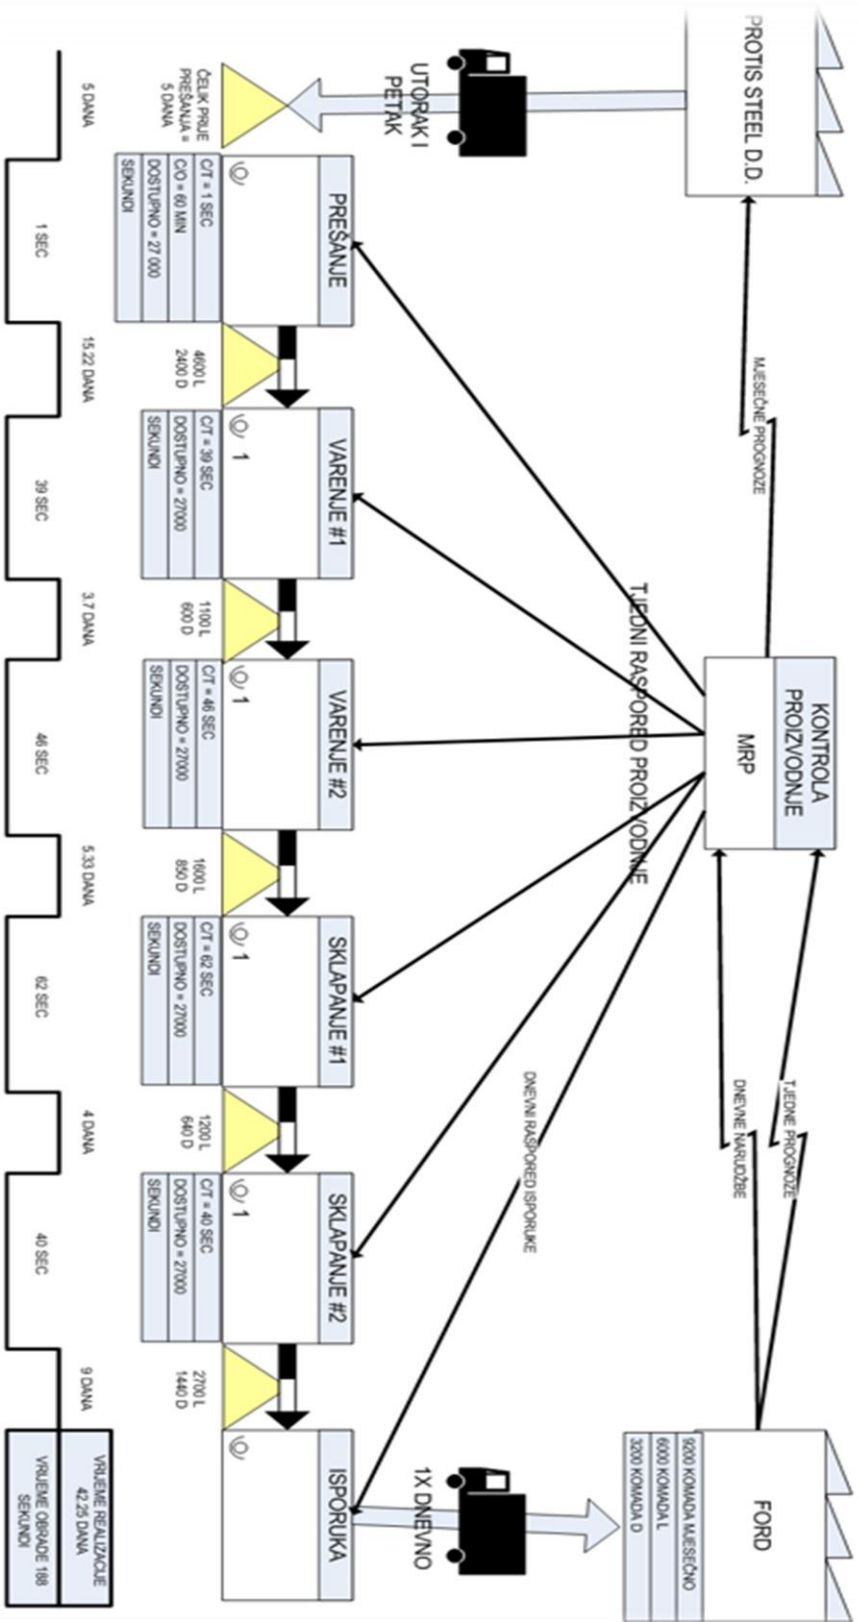 PROTIS STEEL D.D.
MJESEČNE PROGNOZE
KONTROLA
PROIZVODNJE
MRP
TJEDNE PROGNOZE
DNEVNE NARUDŽBE
FORD
9200 KOMADA MJESEČNO
6000 KOMADA L
3200 KOMADA D
UTORAK I
PETAK
TJEDNI RASPORED PROIZVODNJE
DNEVNI RASPORED ISPORUKE
1X DNEVNO
ČELIK PRIJE
PREŠANJA =
5 DANA
PREŠANJE
C/T = 1 SEC
C/O = 60 MIN
DOSTUPNO = 27 000
SEKUNDI
4600 L
2400 D
VARENJE #1
1
C/T = 39 SEC
DOSTUPNO = 27000
SEKUNDI
1100 L
600 D
VARENJE #2
1
C/T = 46 SEC
DOSTUPNO = 27000
SEKUNDI
1600 L
850 D
SKLAPANJE #1
1
C/T = 62 SEC
DOSTUPNO = 27000
SEKUNDI
1200 L
640 D
SKLAPANJE #2
1
C/T = 40 SEC
DOSTUPNO = 27000
SEKUNDI
2700 L
1440 D
ISPORUKA
5 DANA
1 SEC
15.22 DANA
39 SEC
3.7 DANA
46 SEC
5.33 DANA
62 SEC
4 DANA
40 SEC
9 DANA
VRIJEME REALIZACIJE
42.25 DANA
VRIJEME OBRADE 188
SEKUNDI